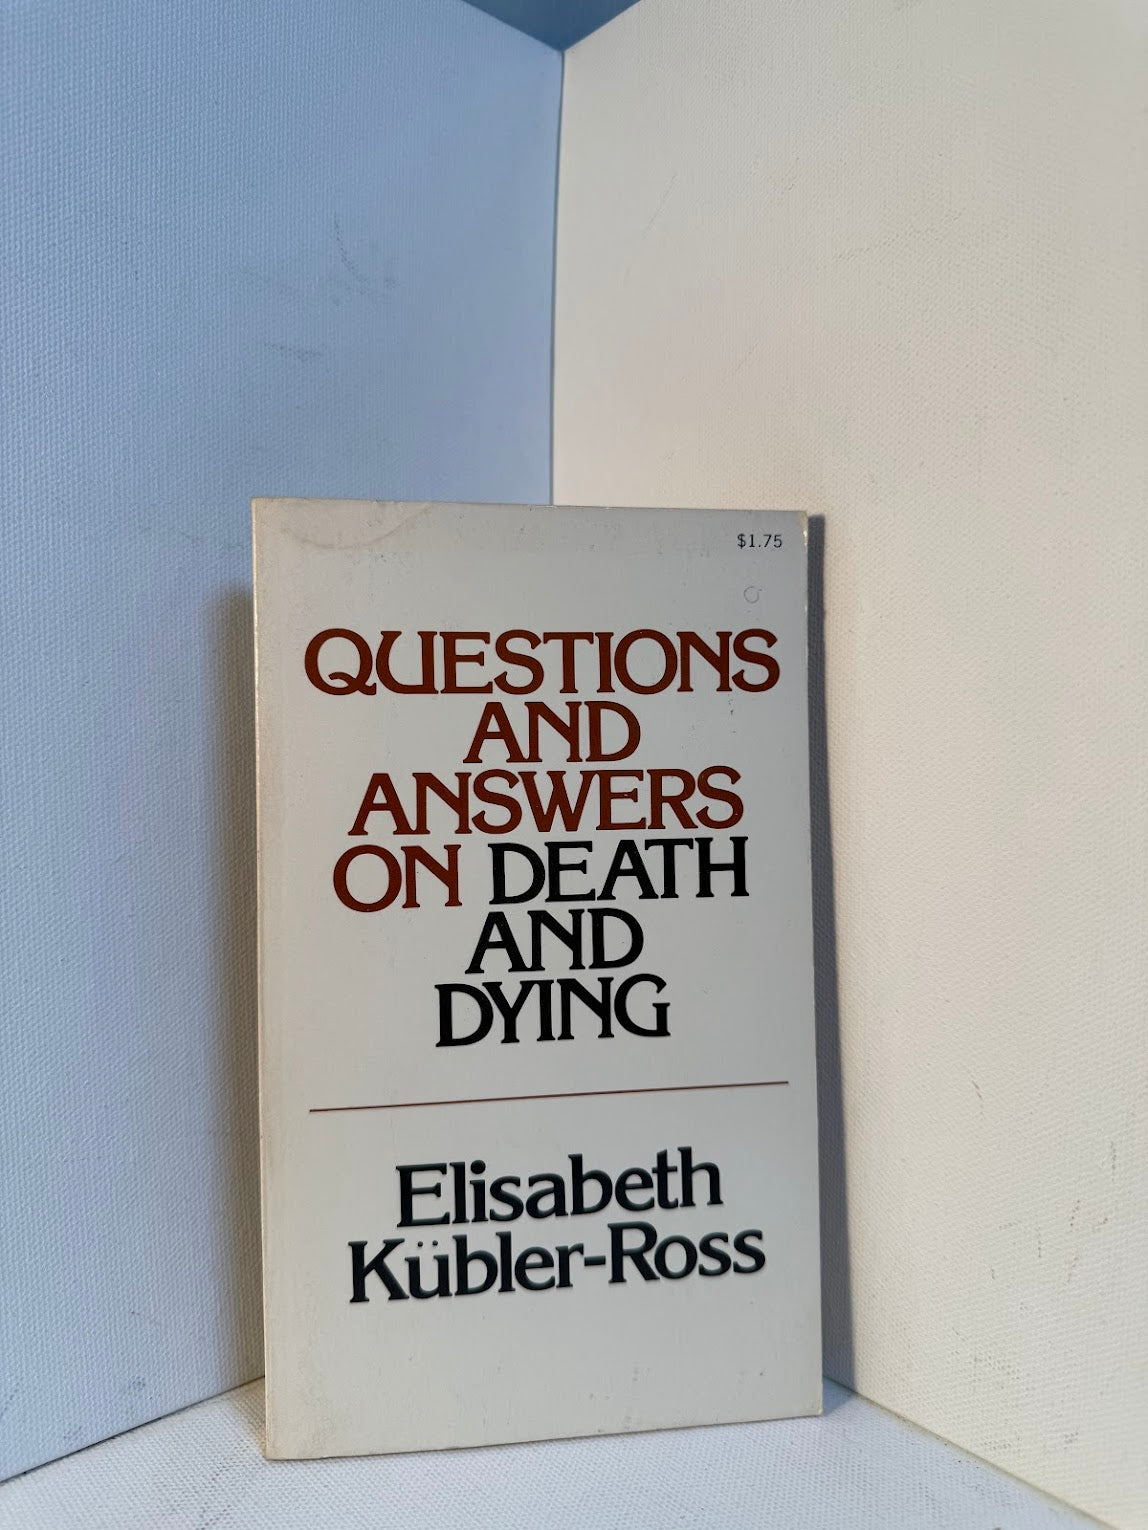 $1.75
QUESTIONS
AND
ANSWERS
ON DEATH
AND
DYING
Elisabeth
Kübler-Ross